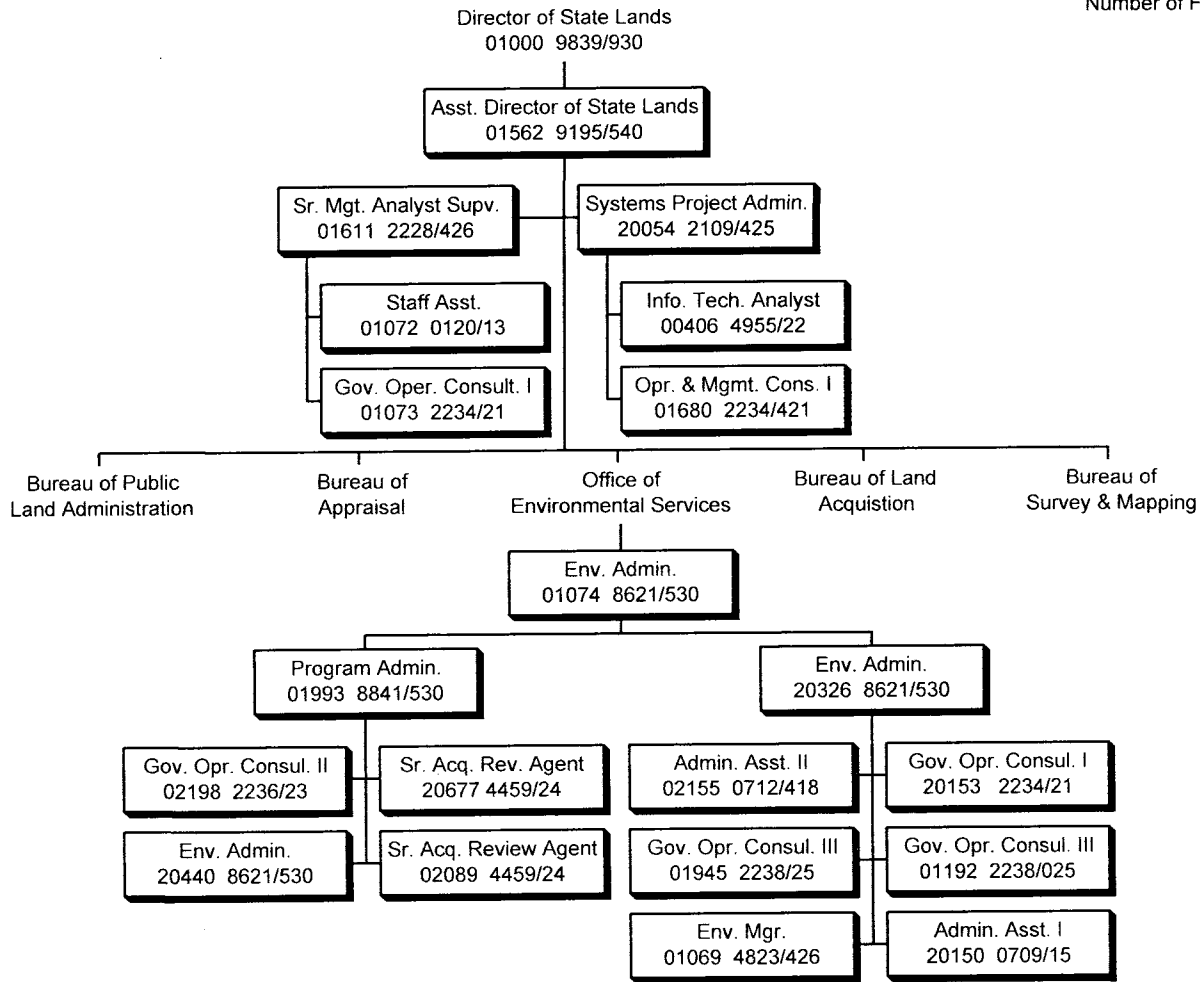 Number of F
Director of State Lands
01000 9839/930
Asst. Director of State Lands
01562 9195/540
Sr. Mgt. Analyst Supv.
01611 2228/426
Systems Project Admin.
20054 2109/425
Staff Asst.
01072 0120/13
Info. Tech. Analyst
00406 4955/22
Gov. Oper. Consult. I
01073 2234/21
Opr. & Mgmt. Cons. I
01680 2234/421
Bureau of Public
Land Administration
Bureau of
Appraisal
Office of
Environmental Services
Bureau of Land
Acquistion
Bureau of
Survey & Mapping
Env. Admin.
01074 8621/530
Program Admin.
01993 8841/530
Env. Admin.
20326 8621/530
Gov. Opr. Consul. II
02198 2236/23
Sr. Acq. Rev. Agent
20677 4459/24
Admin. Asst. II
02155 0712/418
Gov. Opr. Consul. I
20153 2234/21
Env. Admin.
20440 8621/530
Sr. Acq. Review Agent
02089 4459/24
Gov. Opr. Consul. III
01945 2238/25
Gov. Opr. Consul. III
01192 2238/025
Env. Mgr.
01069 4823/426
Admin. Asst. I
20150 0709/15